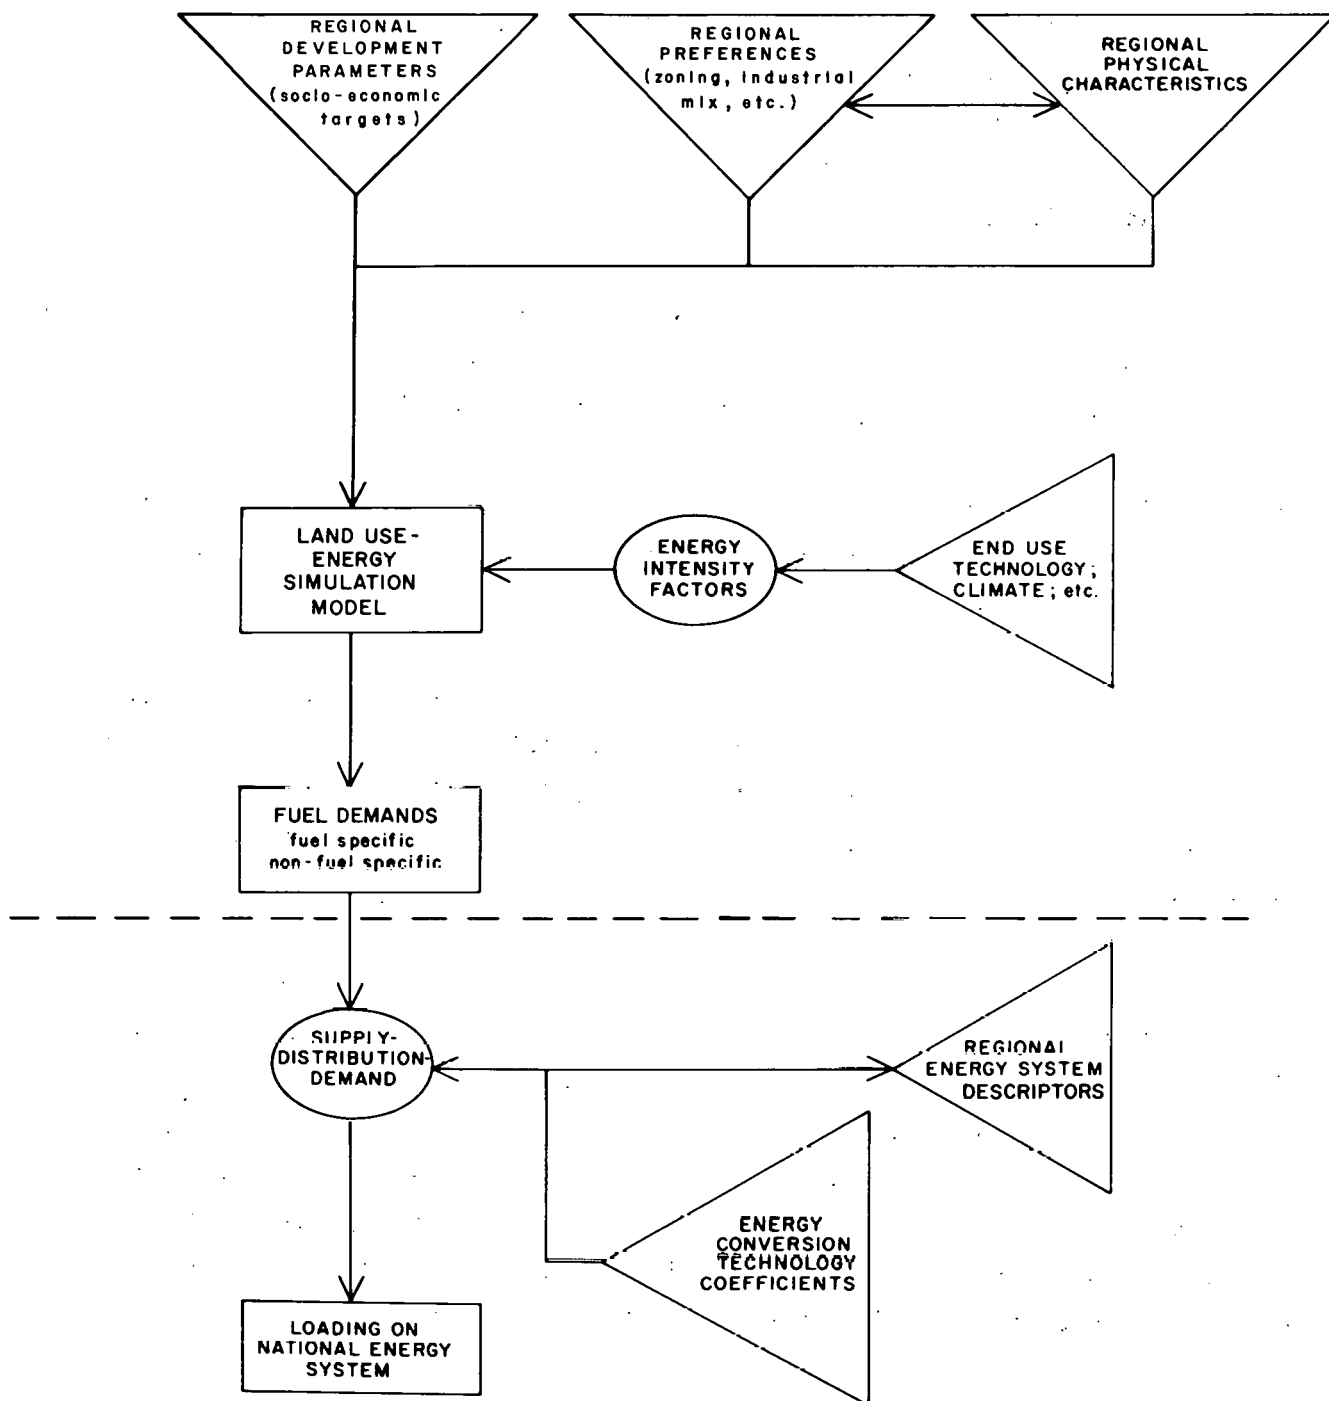 REGIONAL
DEVELOPMENT
PARAMETERS
(socio-economic
targets)
REGIONAL
PREFERENCES
(zoning, industrial
mix, etc.)
REGIONAL
PHYSICAL
CHARACTERISTICS
LAND USE-
ENERGY
SIMULATION
MODEL
ENERGY
INTENSITY
FACTORS
END USE
TECHNOLOGY;
CLIMATE; etc.
FUEL DEMANDS
fuel specific
non-fuel specific
SUPPLY-
DISTRIBUTION-
DEMAND
REGIONAL
ENERGY SYSTEM
DESCRIPTORS
ENERGY
CONVERSION
TECHNOLOGY
COEFFICIENTS
LOADING ON
NATIONAL ENERGY
SYSTEM